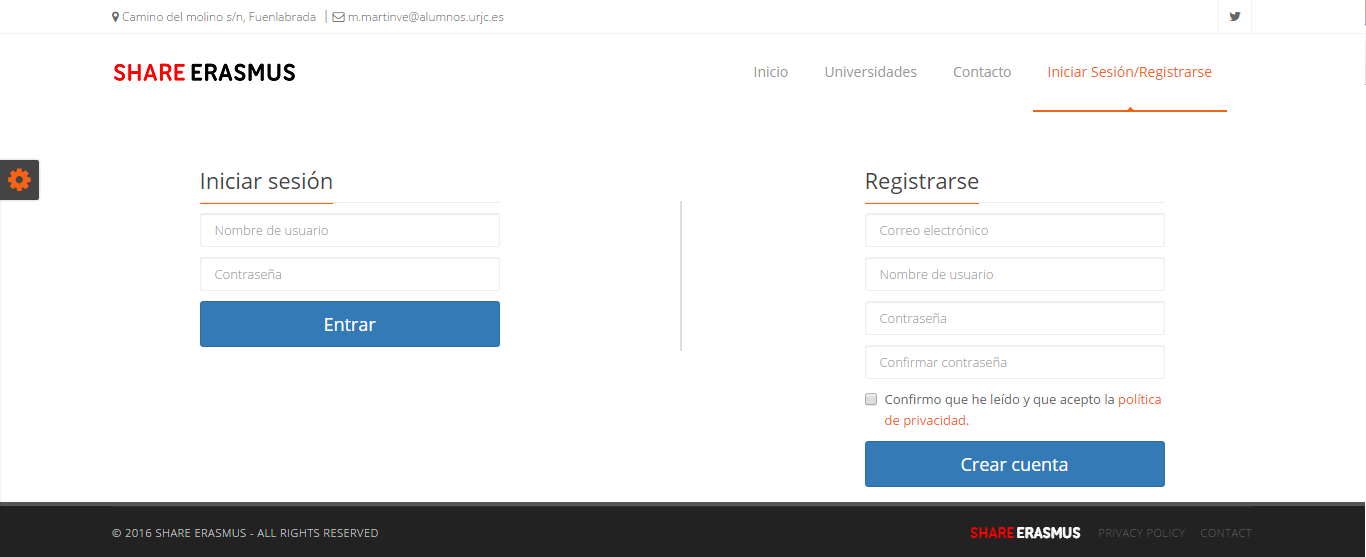 Camino del molino s/n, Fuenlabrada | m.martinve@alumnos.urjc.es
SHARE ERASMUS
Inicio Universidades Contacto Iniciar Sesión/Registrarse
Iniciar sesión
Nombre de usuario
Contraseña
Entrar
Registrarse
Correo electrónico
Nombre de usuario
Contraseña
Confirmar contraseña
Confirmo que he leído y que acepto la política
de privacidad.
Crear cuenta
© 2016 SHARE ERASMUS - ALL RIGHTS RESERVED
SHARE ERASMUS PRIVACY POLICY CONTACT